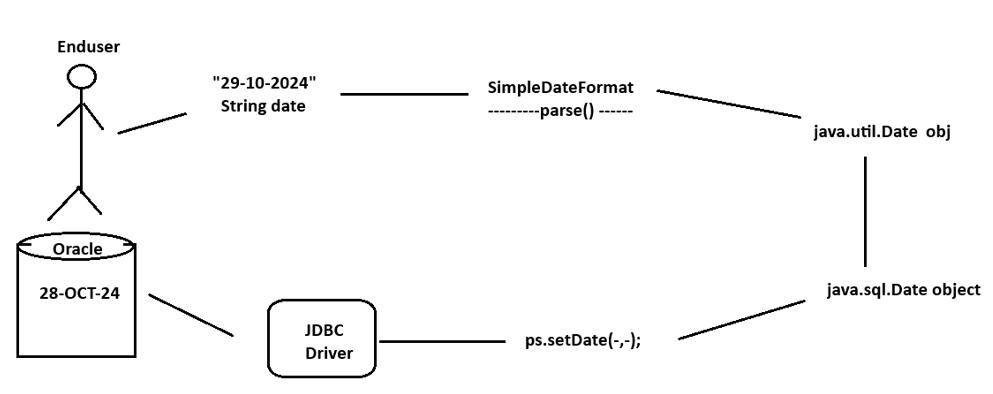 Enduser
"29-10-2024"
String date
SimpleDateFormat
---------parse() ------
java.util.Date obj
java.sql.Date object
ps.setDate(-,-);
JDBC
Driver
Oracle
28-OCT-24